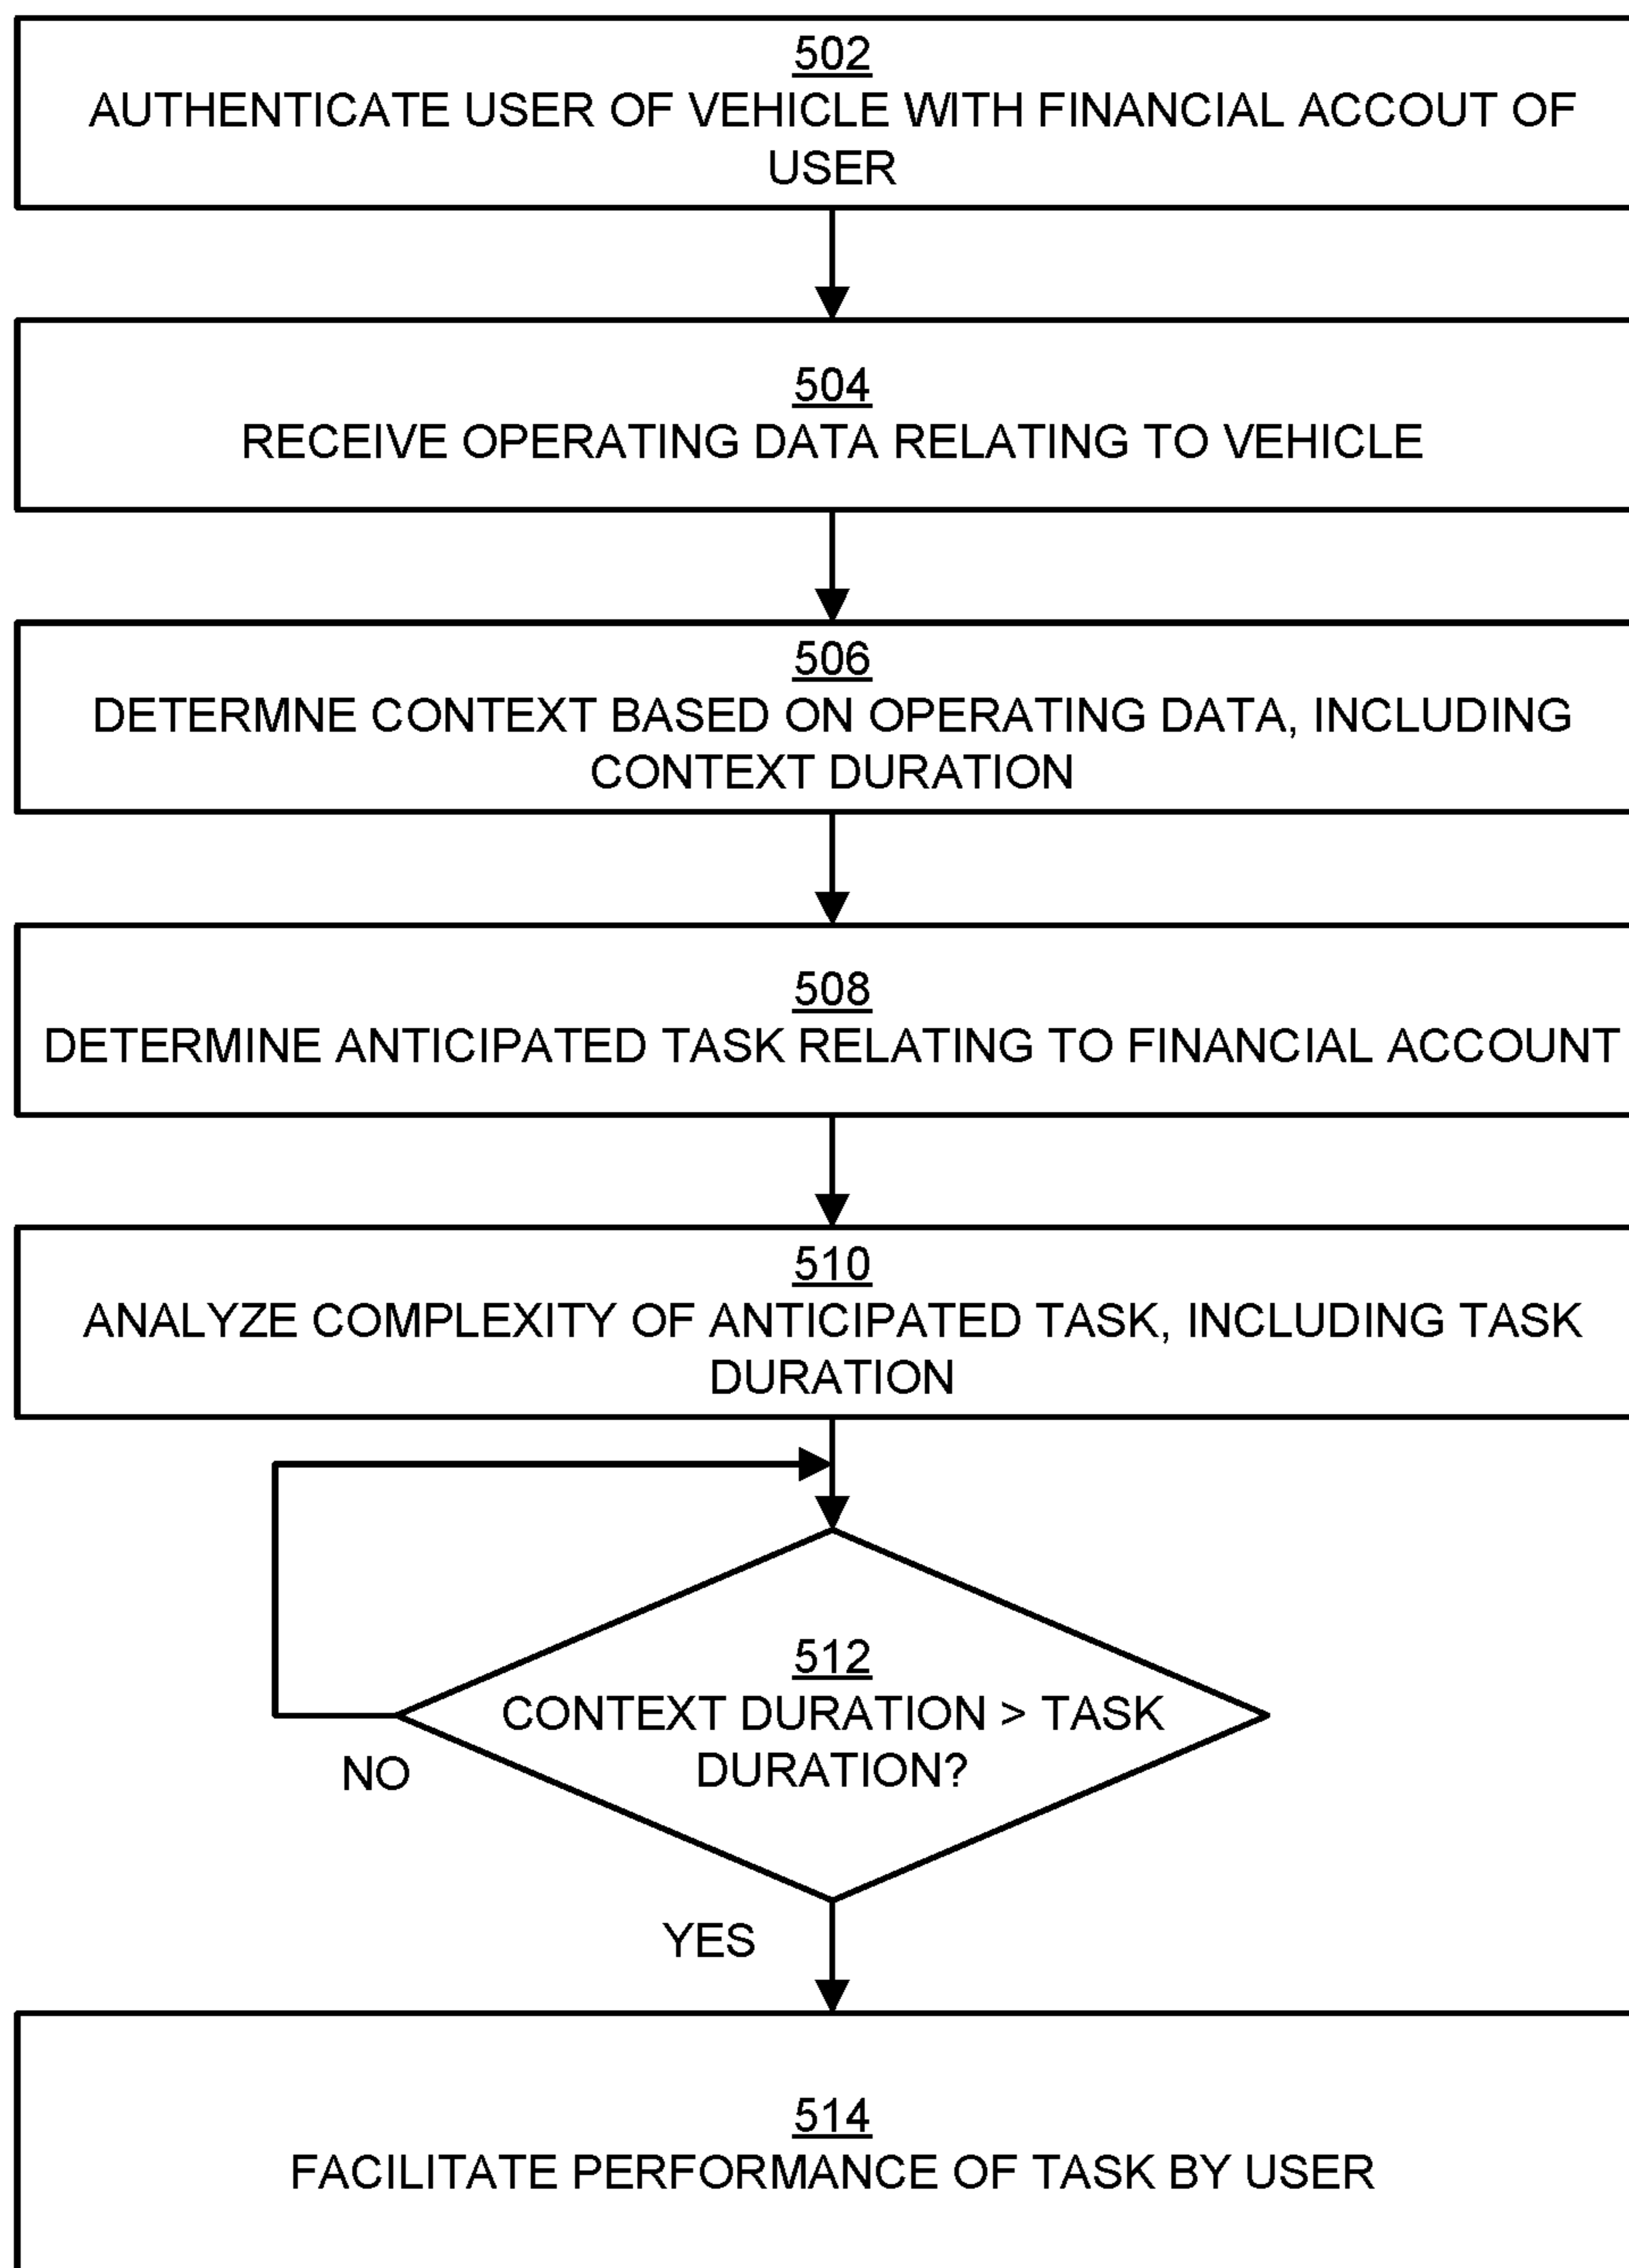 502
AUTHENTICATE USER OF VEHICLE WITH FINANCIAL ACCOUT OF
USER
504
RECEIVE OPERATING DATA RELATING TO VEHICLE
506
DETERMNE CONTEXT BASED ON OPERATING DATA, INCLUDING
CONTEXT DURATION
508
DETERMINE ANTICIPATED TASK RELATING TO FINANCIAL ACCOUNT
510
ANALYZE COMPLEXITY OF ANTICIPATED TASK, INCLUDING TASK
DURATION
512
CONTEXT DURATION > TASK
DURATION?
NO
YES
514
FACILITATE PERFORMANCE OF TASK BY USER